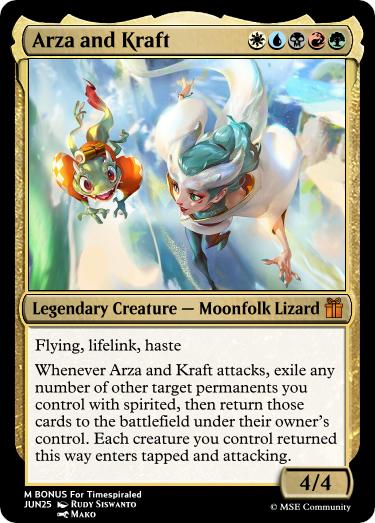 Arza and Kraft
Legendary Creature — Moonfolk Lizard
Flying, lifelink, haste
Whenever Arza and Kraft attacks, exile any
number of other target permanents you
control with spirited, then return those
cards to the battlefield under their owner's
control. Each creature you control returned
this way enters tapped and attacking.
4/4
M BONUS For Timespiraled
JUN25 Rudy Siswanto
Mako
© MSE Community